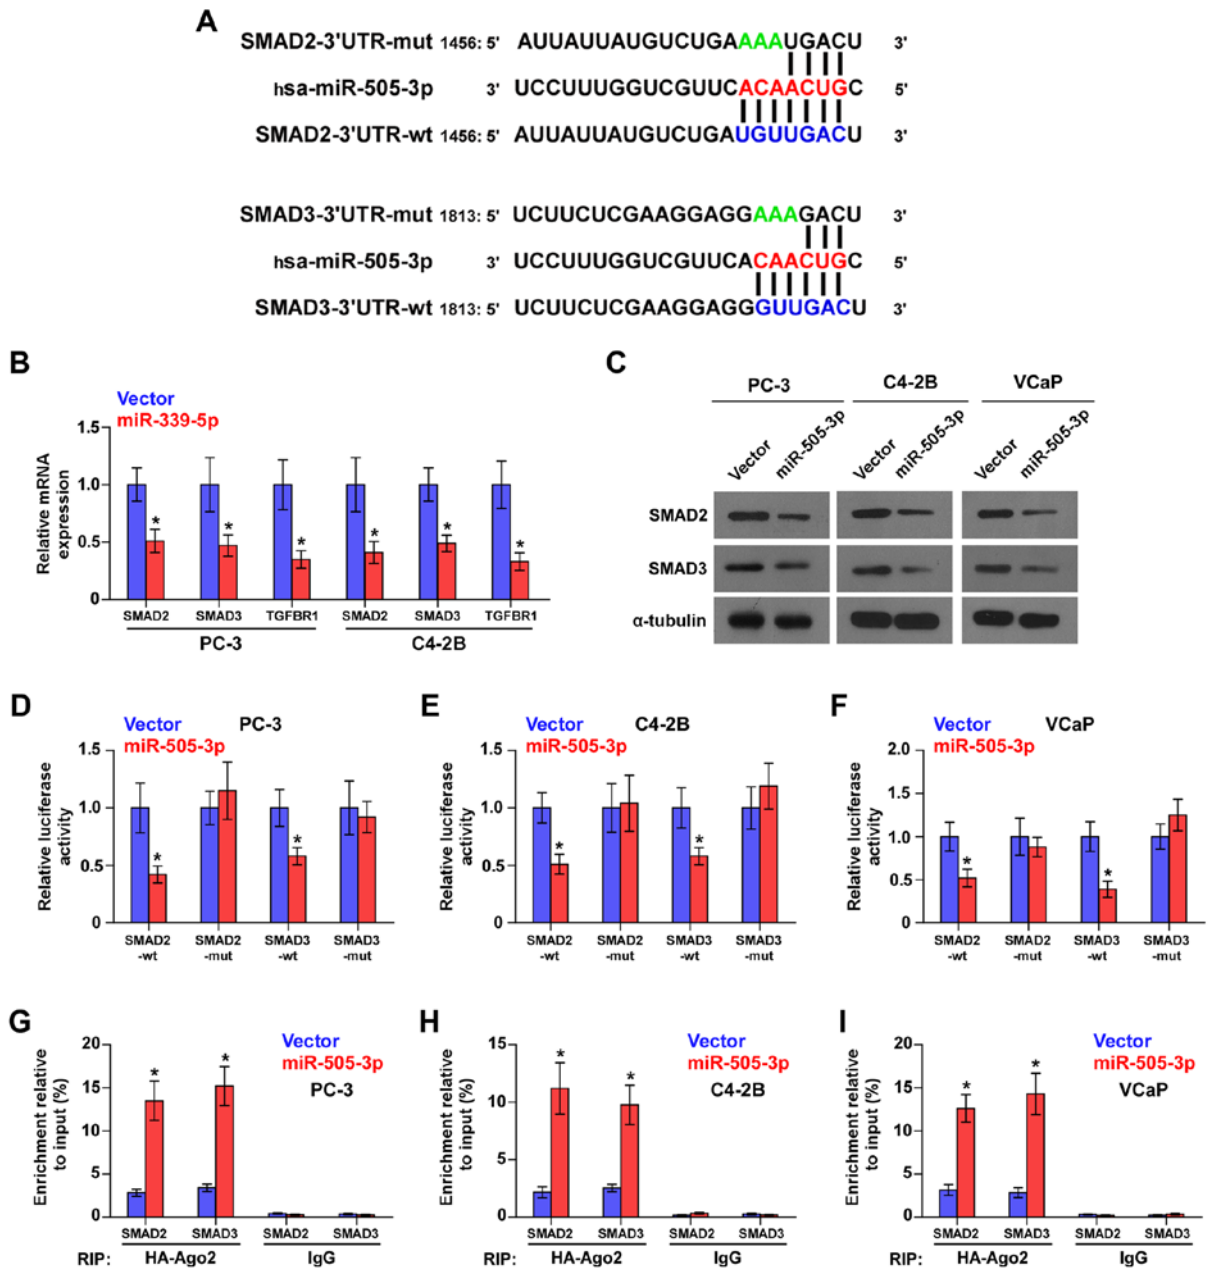 A
SMAD2-3'UTR-mut 1456: 5' AUUAUUAUGUCUGAAAAUGACU 3'
hsa-miR-505-3p 3' UCCUUUGGUCGUUCACAACUGC 5'
SMAD2-3'UTR-wt 1456: 5' AUUAUUAUGUCUGAUGUUGACU 3'
SMAD3-3'UTR-mut 1813: 5' UCUUCUCGAAGGAGGAAAGACU 3'
hsa-miR-505-3p 3' UCCUUUGGUCGUUCACAACUGC 5'
SMAD3-3'UTR-wt 1813: 5' UCUUCUCGAAGGAGGGUUGACU 3'
B
Vector
miR-339-5p
Relative mRNA
expression
1.5
1.0
0.5
0
* * * * * *
SMAD2 SMAD3 TGFBR1 SMAD2 SMAD3 TGFBR1
PC-3 C4-2B
C
PC-3 C4-2B VCaP
Vector miR-505-3p Vector miR-505-3p Vector miR-505-3p
SMAD2
SMAD3
α-tubulin
D
Vector PC-3
miR-505-3p
Relative luciferase
activity
1.5
1.0
0.5
0
* *
SMAD2 SMAD2 SMAD3 SMAD3
-wt -mut -wt -mut
E
Vector C4-2B
miR-505-3p
Relative luciferase
activity
1.5
1.0
0.5
0
* *
SMAD2 SMAD2 SMAD3 SMAD3
-wt -mut -wt -mut
F
Vector VCaP
miR-505-3p
Relative luciferase
activity
2.0
1.5
1.0
0.5
0
* *
SMAD2 SMAD2 SMAD3 SMAD3
-wt -mut -wt -mut
G
Vector
miR-505-3p
PC-3
Enrichment relative
to input (%)
20
15
10
5
0
* *
SMAD2 SMAD3 SMAD2 SMAD3
RIP: HA-Ago2 IgG
H
Vector
miR-505-3p
C4-2B
Enrichment relative
to input (%)
15
10
5
0
* *
SMAD2 SMAD3 SMAD2 SMAD3
RIP: HA-Ago2 IgG
I
Vector
miR-505-3p
VCaP
Enrichment relative
to input (%)
20
15
10
5
0
* *
SMAD2 SMAD3 SMAD2 SMAD3
RIP: HA-Ago2 IgG